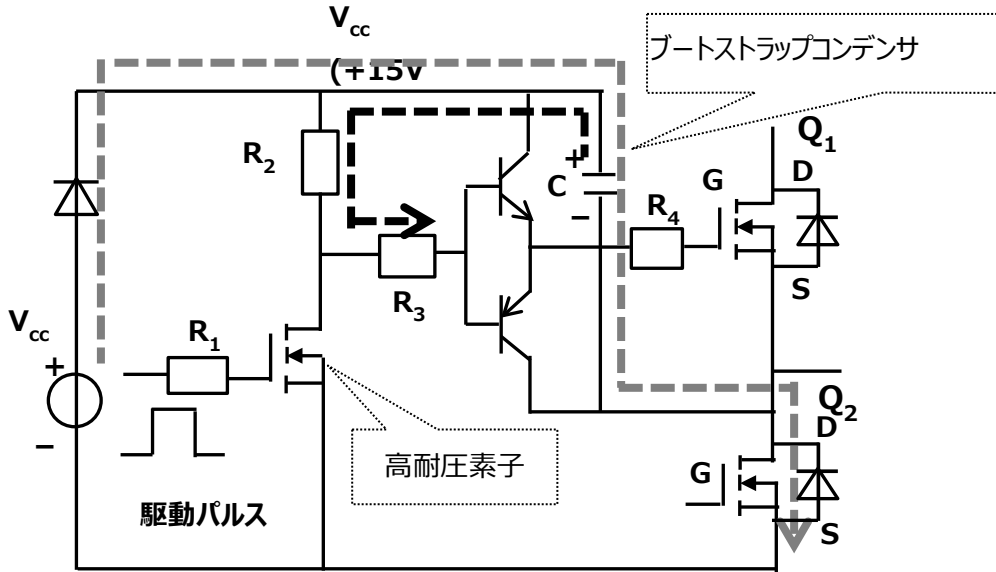 Vcc
(+15V
ブートストラップコンデンサ
Q1
D
R2
+
C
−
G
R4
S
R3
Vcc
+
−
R1
Q2
D
高耐圧素子
G
S
駆動パルス